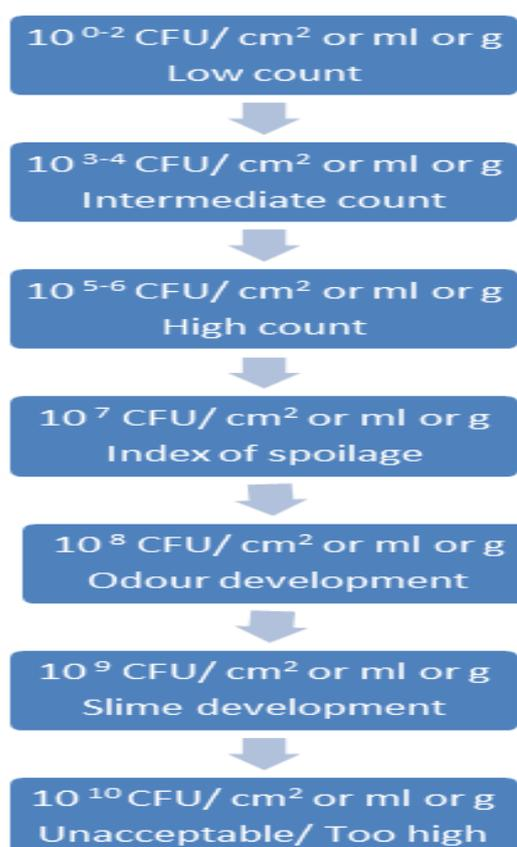 10 ⁰⁻² CFU/ cm² or ml or g
Low count
10 ³⁻⁴ CFU/ cm² or ml or g
Intermediate count
10 ⁵⁻⁶ CFU/ cm² or ml or g
High count
10 ⁷ CFU/ cm² or ml or g
Index of spoilage
10 ⁸ CFU/ cm² or ml or g
Odour development
10 ⁹ CFU/ cm² or ml or g
Slime development
10 ¹⁰ CFU/ cm² or ml or g
Unacceptable/ Too high